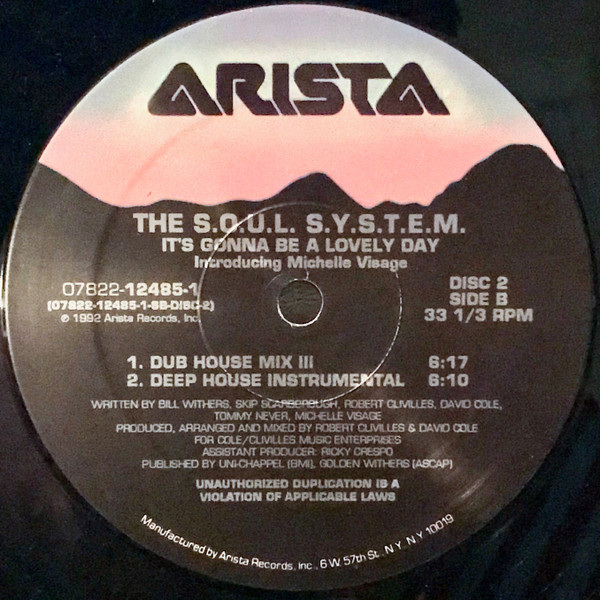 ARISTA
THE S.O.U.L. S.Y.S.T.E.M.
IT'S GONNA BE A LOVELY DAY
Introducing Michelle Visage
07822-12485-1
(07822-12485-1-SB-DISC-2)
℗ 1992 Arista Records, Inc.
DISC 2
SIDE B
33 1/3 RPM
1. DUB HOUSE MIX III 6:17
2. DEEP HOUSE INSTRUMENTAL 6:10
WRITTEN BY BILL WITHERS, SKIP SCARBOROUGH, ROBERT CLIVILLES, DAVID COLE,
TOMMY NEVER, MICHELLE VISAGE
PRODUCED, ARRANGED AND MIXED BY ROBERT CLIVILLES & DAVID COLE
FOR COLE/CLIVILLES MUSIC ENTERPRISES
ASSISTANT PRODUCER: RICKY CRESPO
PUBLISHED BY UNI-CHAPPEL (BMI), GOLDEN WITHERS (ASCAP)
UNAUTHORIZED DUPLICATION IS A
VIOLATION OF APPLICABLE LAWS
Manufactured by Arista Records, Inc., 6 W. 57th St. N.Y. N.Y. 10019